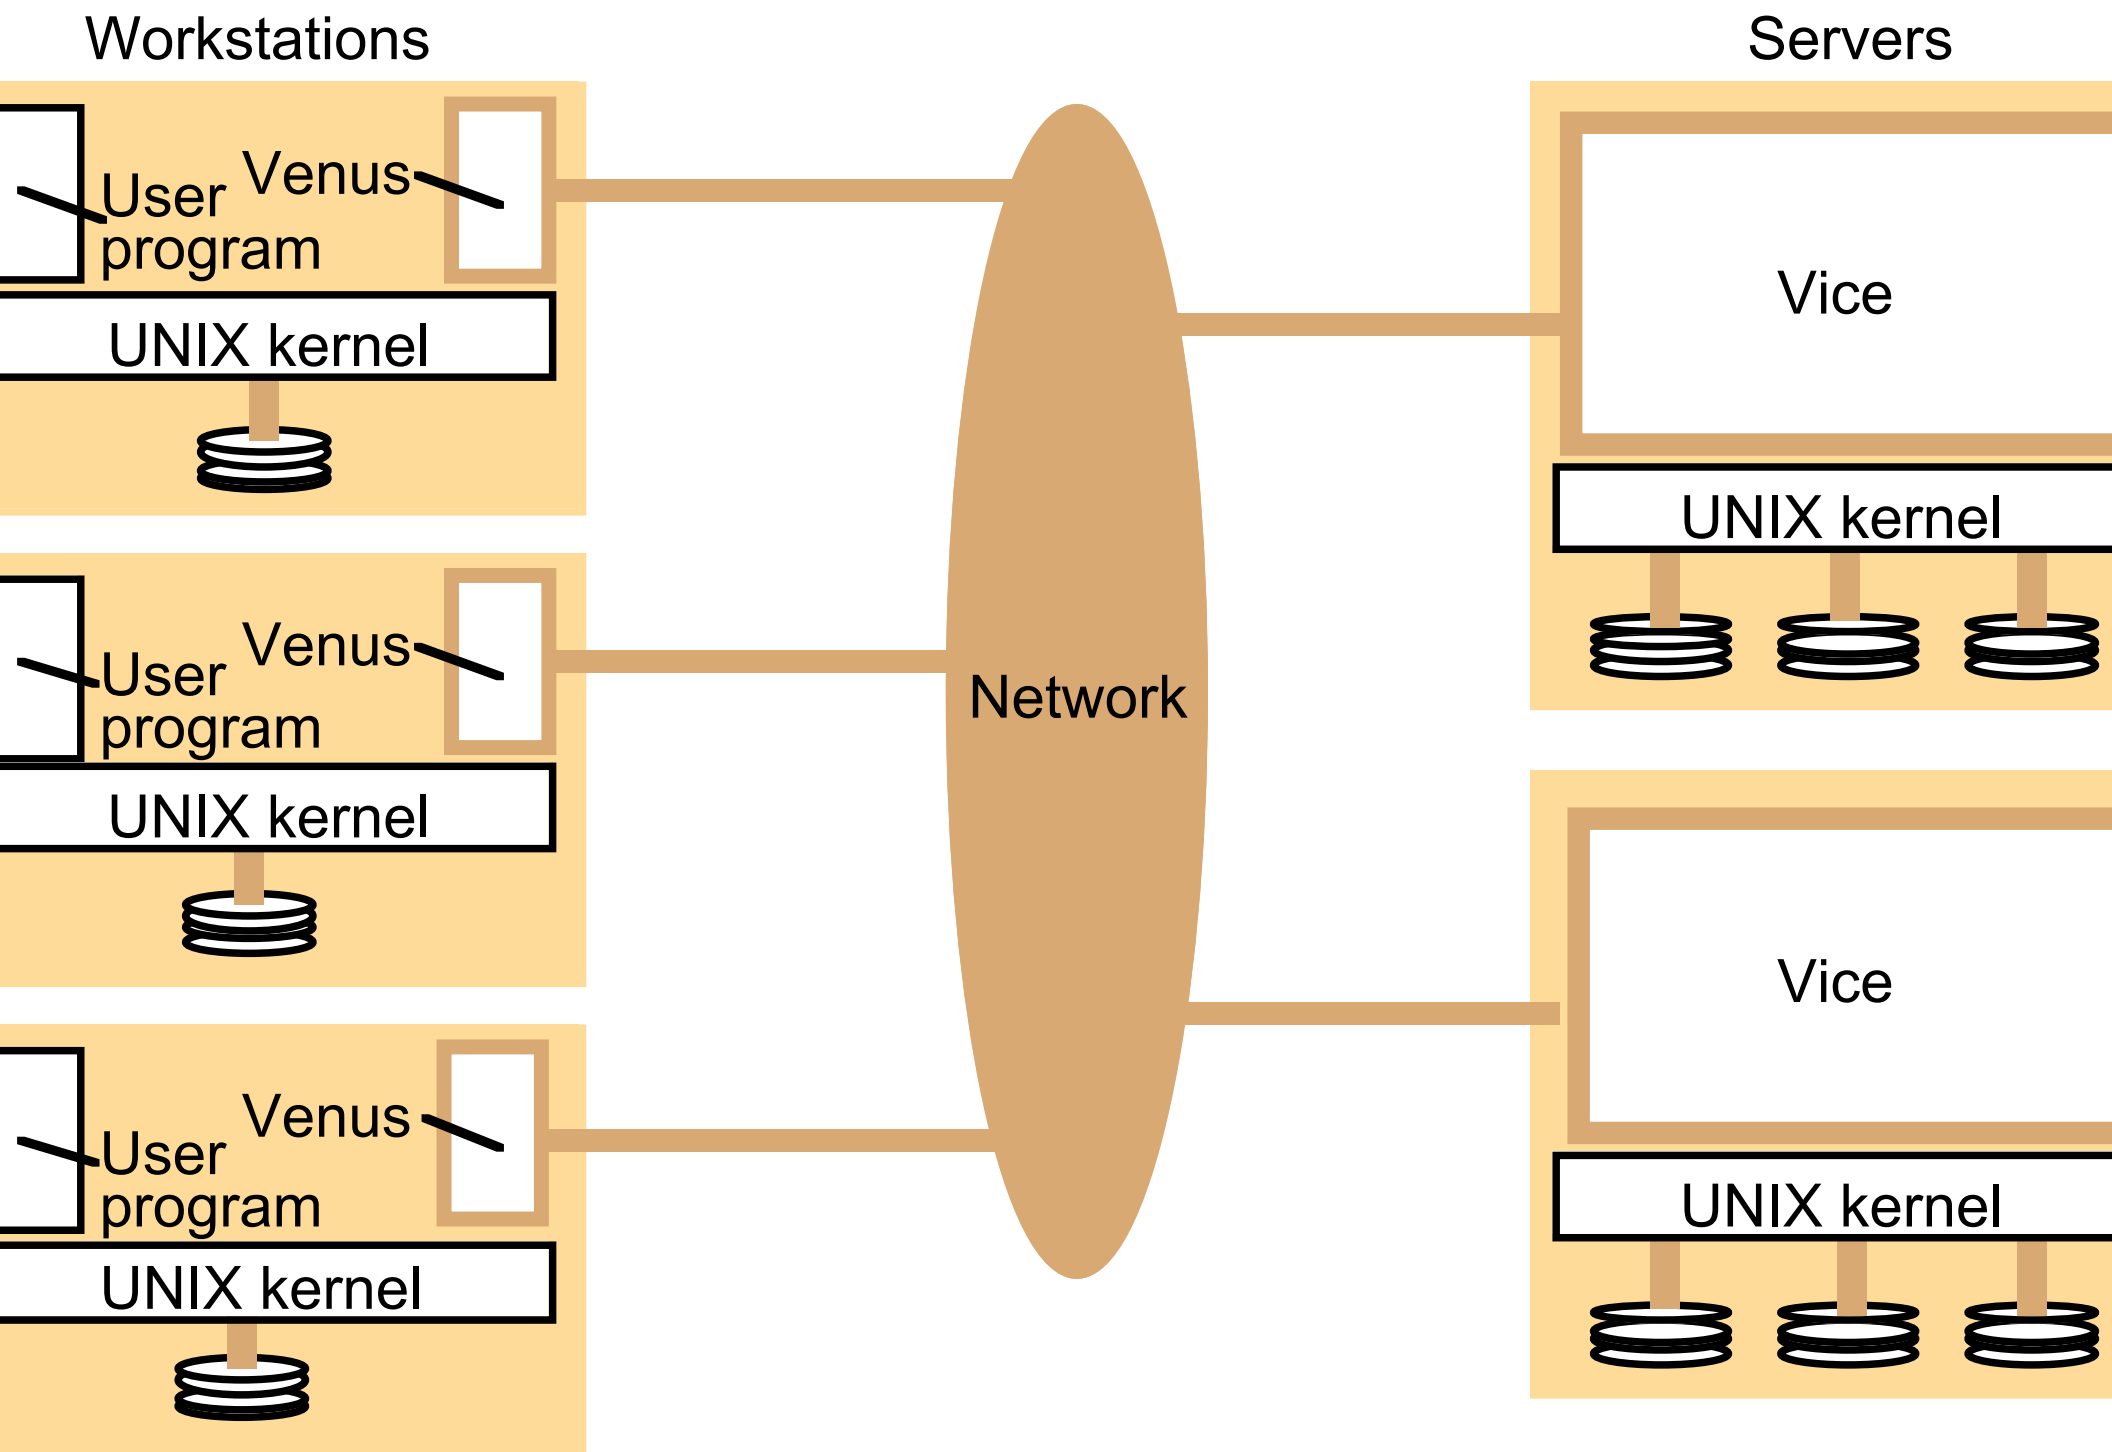 Workstations
Servers
User
program
Venus
UNIX kernel
User
program
Venus
UNIX kernel
User
program
Venus
UNIX kernel
Network
Vice
UNIX kernel
Vice
UNIX kernel